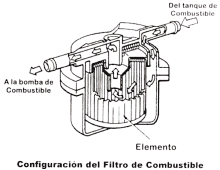 Del tanque de
Combustible
A la bomba de
Combustible
Elemento
Configuración del Filtro de Combustible